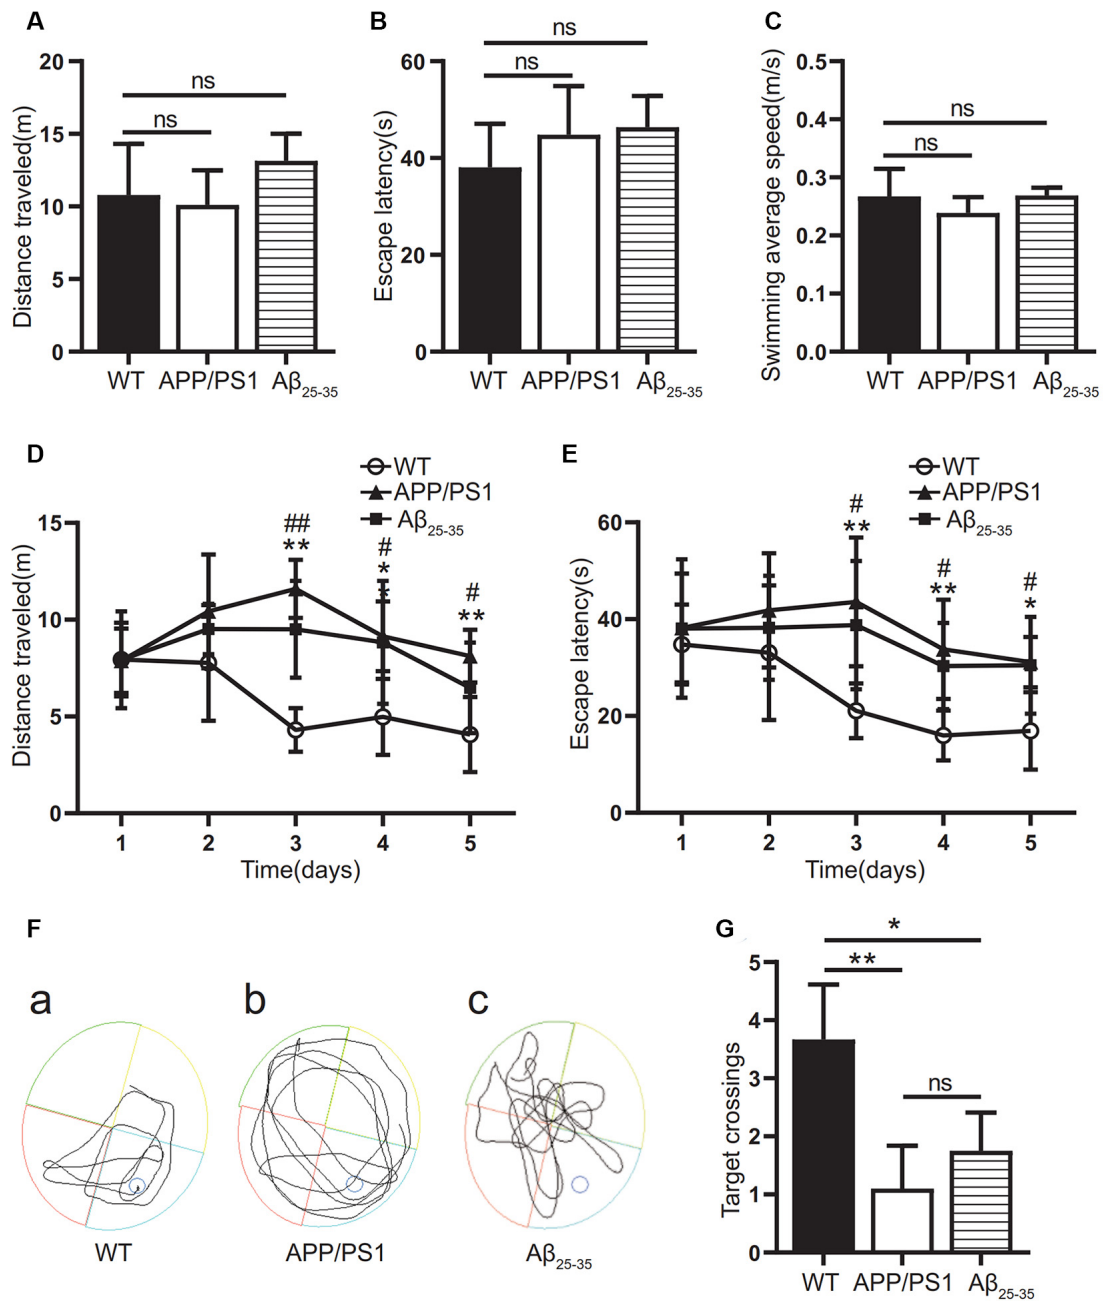 A
Distance traveled(m)
20
15
10
5
0
ns
ns
WT APP/PS1 Aβ25-35
B
Escape latency(s)
60
40
20
0
ns
ns
WT APP/PS1 Aβ25-35
C
Swimming average speed(m/s)
0.5
0.4
0.3
0.2
0.1
0.0
ns
ns
WT APP/PS1 Aβ25-35
D
WT
APP/PS1
Aβ25-35
Distance traveled(m)
15
10
5
0
##
**
#
*
*
#
**
1 2 3 4 5
Time(days)
E
WT
APP/PS1
Aβ25-35
Escape latency(s)
60
40
20
0
#
**
#
**
#
*
1 2 3 4 5
Time(days)
F
a b c
WT APP/PS1 Aβ25-35
G
Target crossings
5
4
3
2
1
0
*
**
ns
WT APP/PS1 Aβ25-35